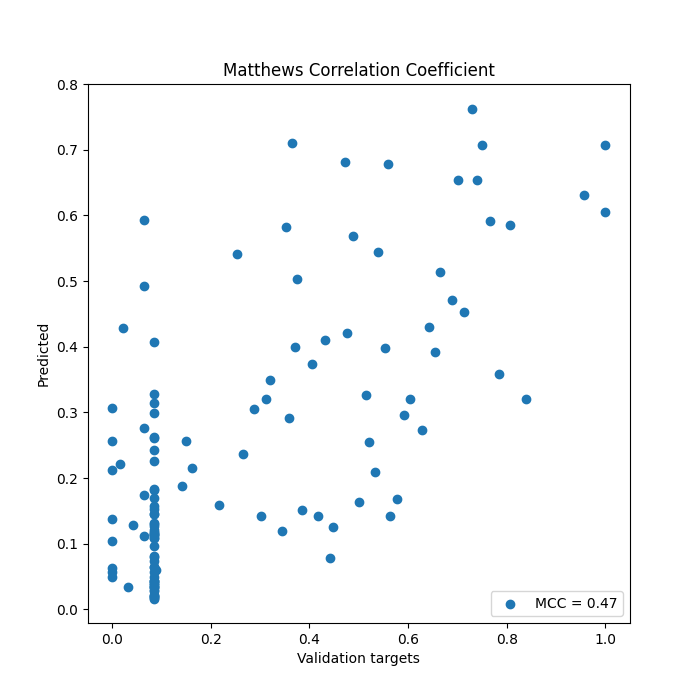 Matthews Correlation Coefficient
Predicted
0.8
0.7
0.6
0.5
0.4
0.3
0.2
0.1
0.0
MCC = 0.47
0.0 0.2 0.4 0.6 0.8 1.0
Validation targets